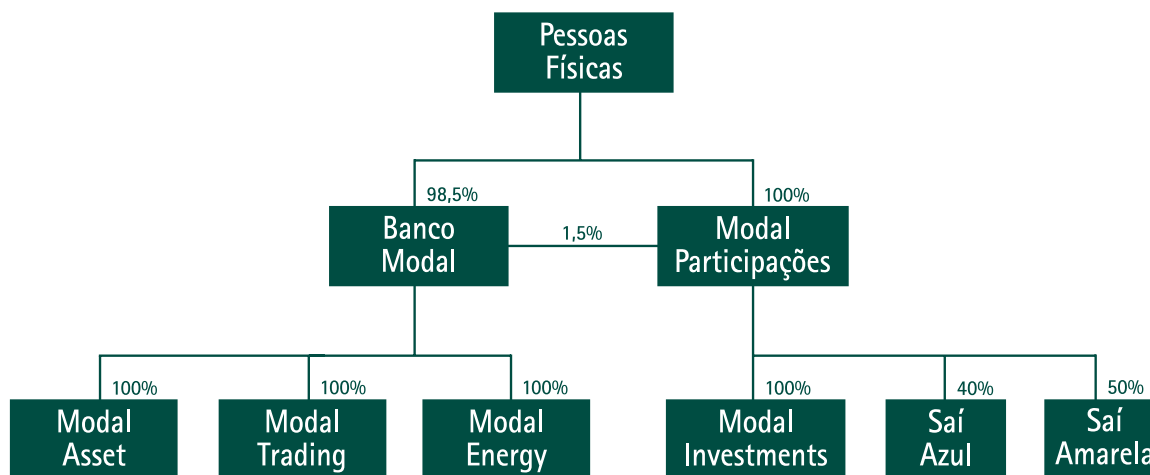 Pessoas
Físicas
98,5%
100%
Banco
Modal
1,5%
Modal
Participações
100%
100%
100%
100%
40%
50%
Modal
Asset
Modal
Trading
Modal
Energy
Modal
Investments
Saí
Azul
Saí
Amarela